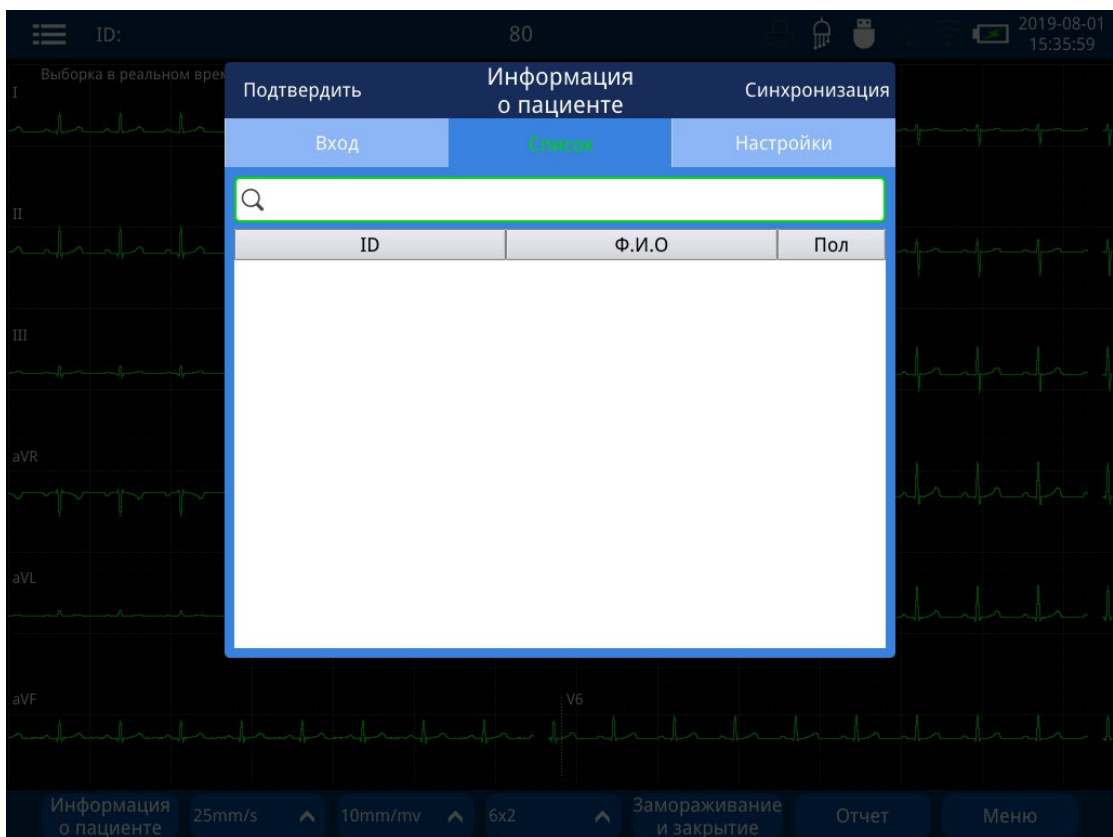 ID:
80
2019-08-01
15:35:59
Выборка в реальном врем
I
II
III
aVR
aVL
aVF
V6
Подтвердить
Информация
о пациенте
Синхронизация
Вход
Список
Настройки
ID
Ф.И.О
Пол
Информация
о пациенте
25mm/s
10mm/mv
6x2
Замораживание
и закрытие
Отчет
Меню